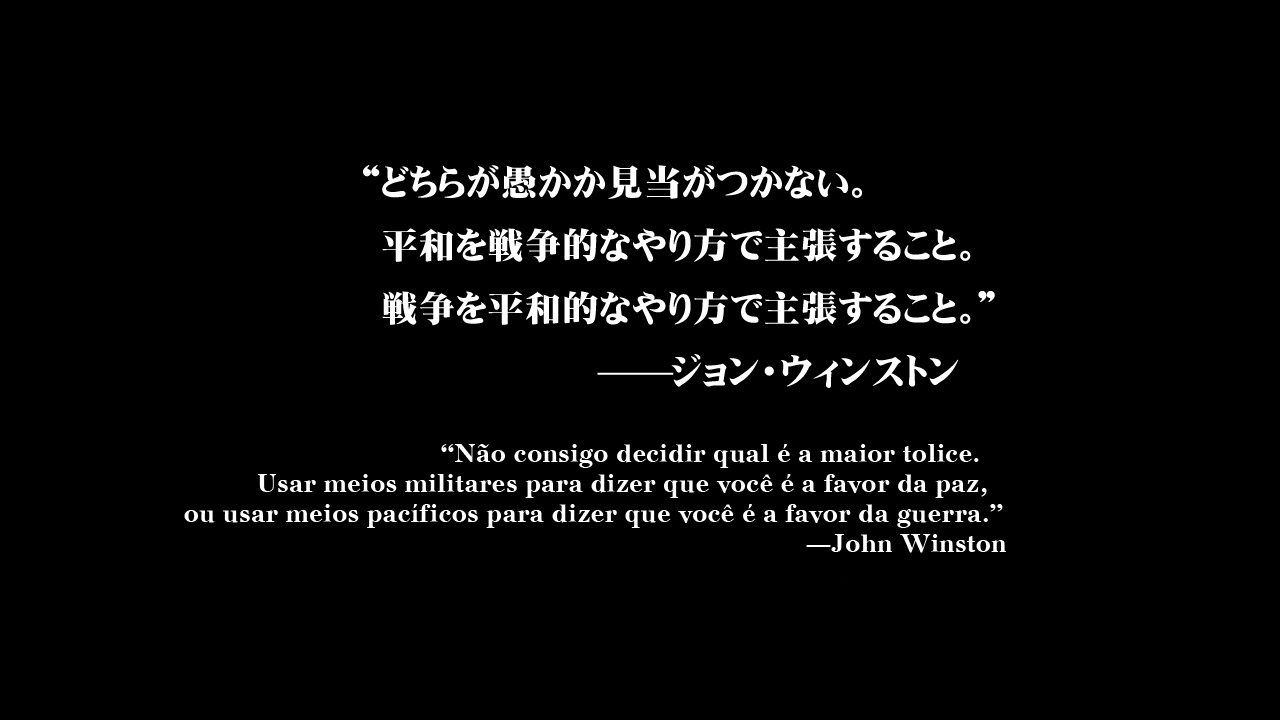 “どちらが愚かか見当がつかない。
平和を戦争的なやり方で主張すること。
戦争を平和的なやり方で主張すること。”
――ジョン・ウィンストン
“Não consigo decidir qual é a maior tolice.
Usar meios militares para dizer que você é a favor da paz,
ou usar meios pacíficos para dizer que você é a favor da guerra.”
—John Winston